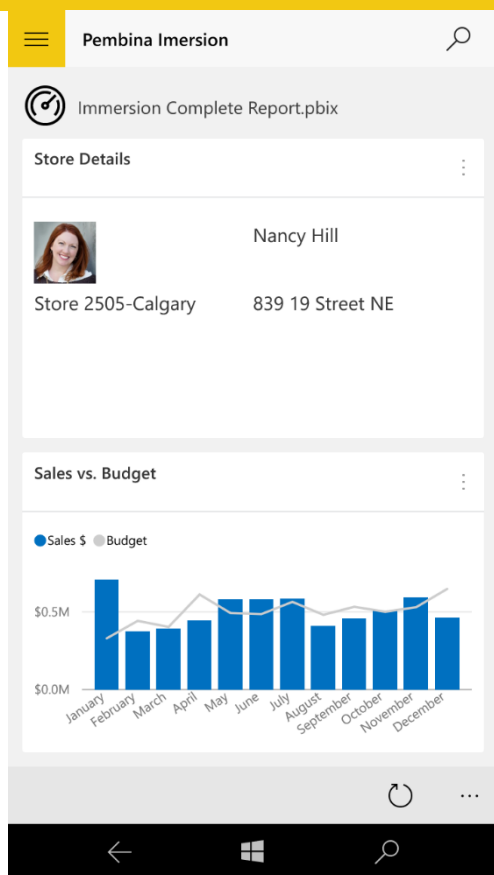 Pembina Imersion
Immersion Complete Report.pbix
Store Details
Nancy Hill
Store 2505-Calgary 839 19 Street NE
Sales vs. Budget
Sales $ Budget
$0.5M
$0.0M
January February March April May June July August September October November December